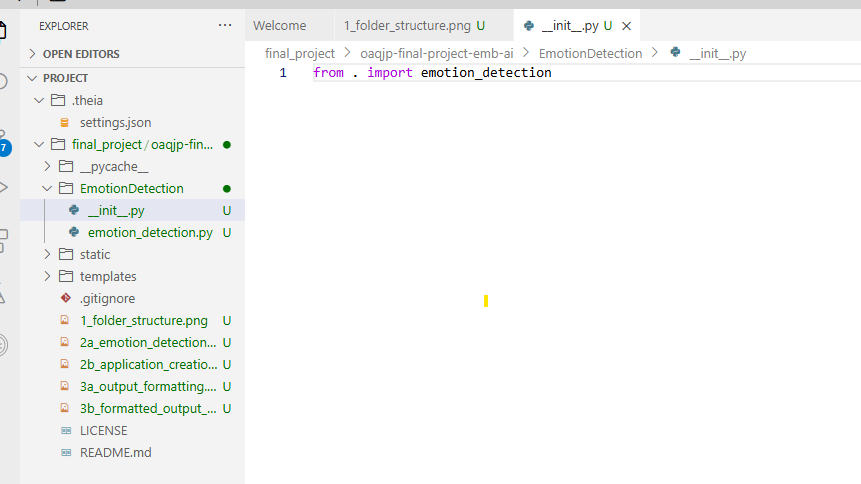 EXPLORER
OPEN EDITORS
PROJECT
.theia
settings.json
final_project / oaqjp-fin...
__pycache__
EmotionDetection
__init__.py U
emotion_detection.py U
static
templates
.gitignore
1_folder_structure.png U
2a_emotion_detection... U
2b_application_creatio... U
3a_output_formatting.... U
3b_formatted_output_... U
LICENSE
README.md
7
Welcome 1_folder_structure.png U __init__.py U
final_project > oaqjp-final-project-emb-ai > EmotionDetection > __init__.py
1 from . import emotion_detection